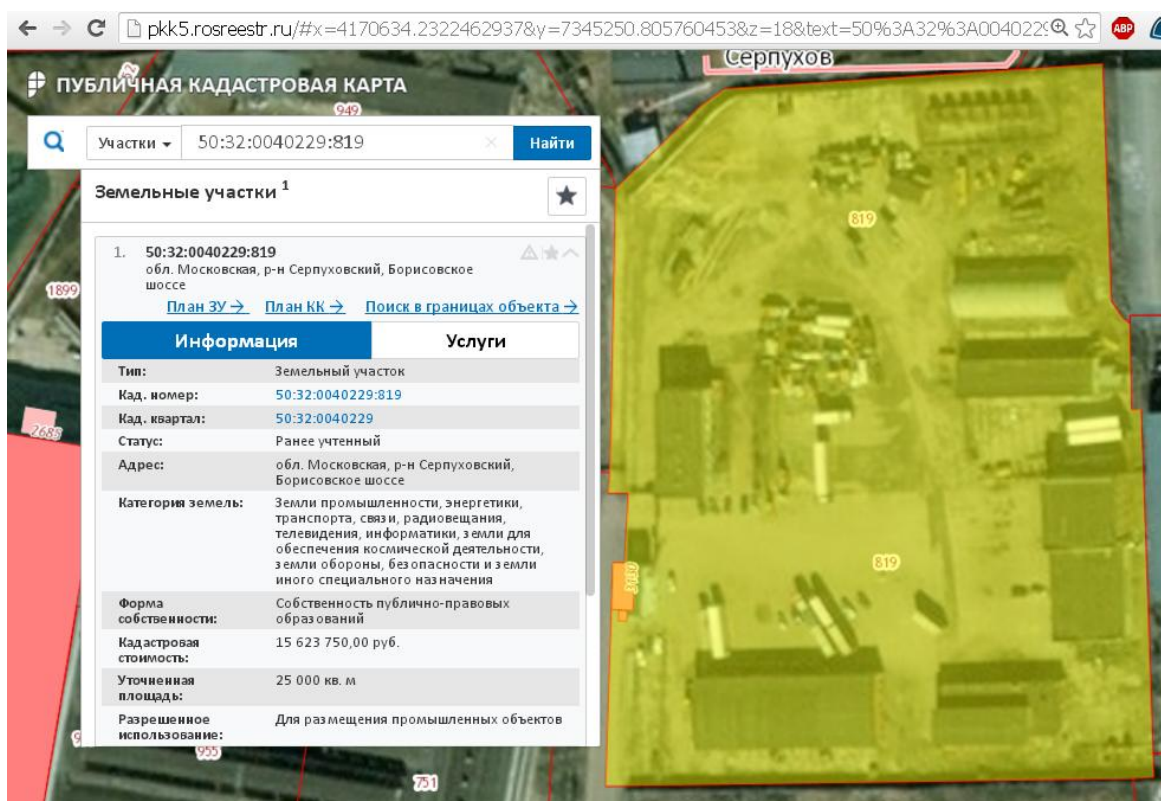 pkk5.rosreestr.ru/#x=4170634.2322462937&y=7345250.805760453&z=18&text=50%3A32%3A0040229
ABP
Серпухов
ПУБЛИЧНАЯ КАДАСТРОВАЯ КАРТА
949
Участки 50:32:0040229:819 Найти
Земельные участки 1
1. 50:32:0040229:819
обл. Московская, р-н Серпуховский, Борисовское
шоссе
План ЗУ → План КК → Поиск в границах объекта →
Информация Услуги
Тип: Земельный участок
Кад. номер: 50:32:0040229:819
Кад. квартал: 50:32:0040229
Статус: Ранее учтенный
Адрес: обл. Московская, р-н Серпуховский,
Борисовское шоссе
Категория земель: Земли промышленности, энергетики,
транспорта, связи, радиовещания,
телевидения, информатики, земли для
обеспечения космической деятельности,
земли обороны, безопасности и земли
иного специального назначения
Форма собственности: Собственность публично-правовых
образований
Кадастровая стоимость: 15 623 750,00 руб.
Уточненная площадь: 25 000 кв. м
Разрешенное использование: Для размещения промышленных объектов
1899
2685
955
751
819
819